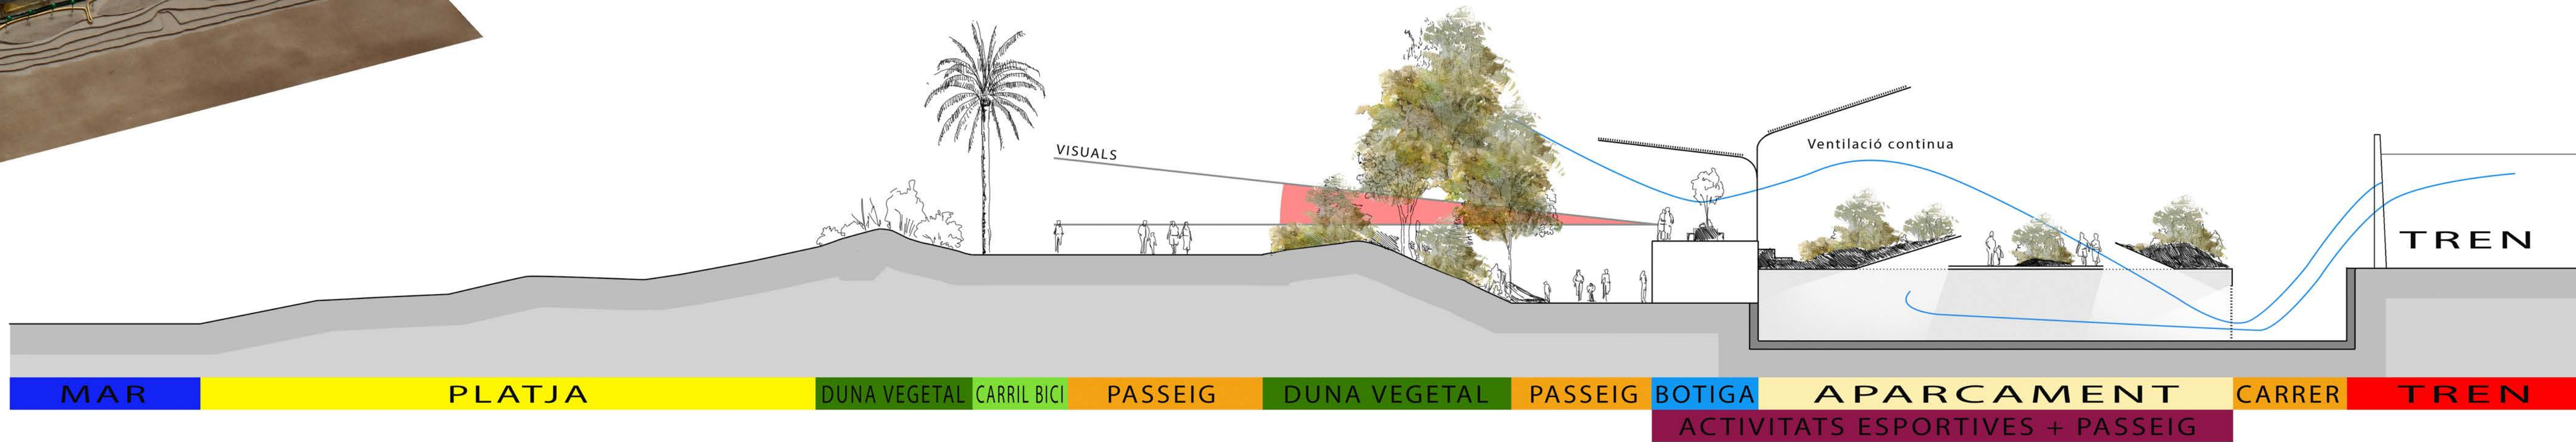 VISUALS
Ventilació continua
TREN
MAR PLATJA DUNA VEGETAL CARRIL BICI PASSEIG DUNA VEGETAL PASSEIG BOTIGA APARCAMENT CARRER TREN
ACTIVITATS ESPORTIVES + PASSEIG